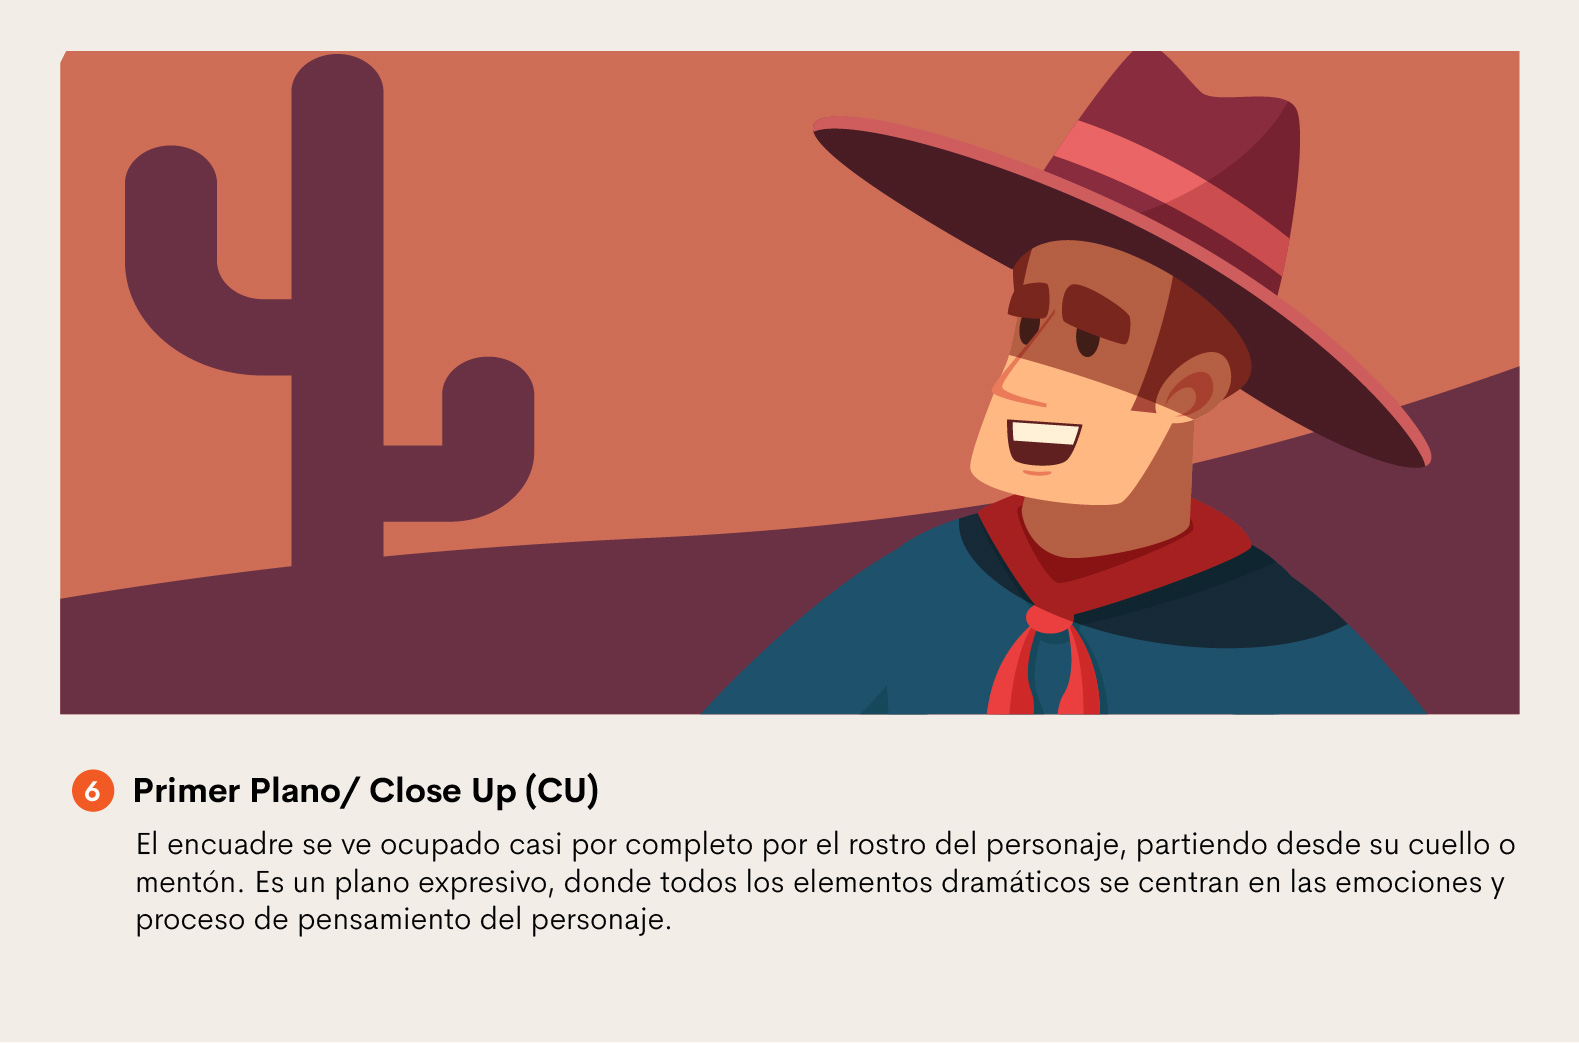 6 Primer Plano/ Close Up (CU)
El encuadre se ve ocupado casi por completo por el rostro del personaje, partiendo desde su cuello o
mentón. Es un plano expresivo, donde todos los elementos dramáticos se centran en las emociones y
proceso de pensamiento del personaje.